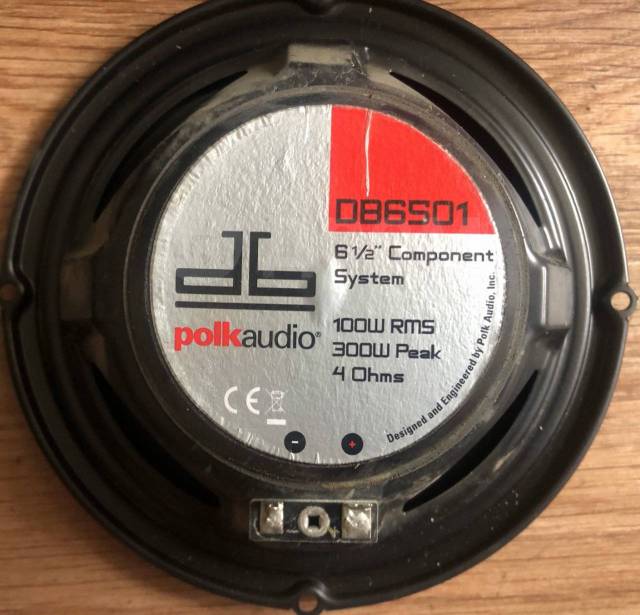 DB6501
6 1/2" Component
System
db
polkaudio®
100W RMS
300W Peak
4 Ohms
CE
Designed and Engineered by Polk Audio, Inc.
- +